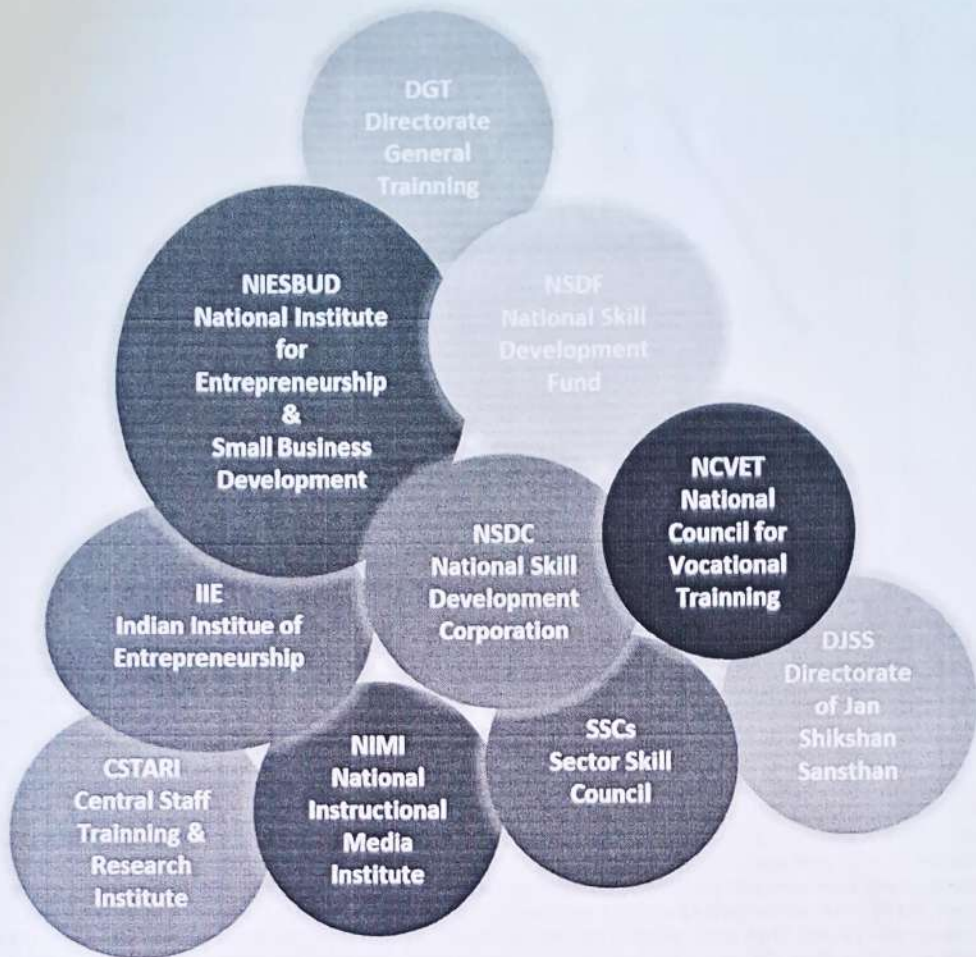 DGT
Directorate
General
Trainning
NIESBUD
National Institute
for
Entrepreneurship
&
Small Business
Development
NSDF
National Skill
Development
Fund
NCVET
National
Council for
Vocational
Trainning
NSDC
National Skill
Development
Corporation
IIE
Indian Institue of
Entrepreneurship
DJSS
Directorate
of Jan
Shikshan
Sansthan
SSCs
Sector Skill
Council
NIMI
National
Instructional
Media
Institute
CSTARI
Central Staff
Trainning &
Research
Institute